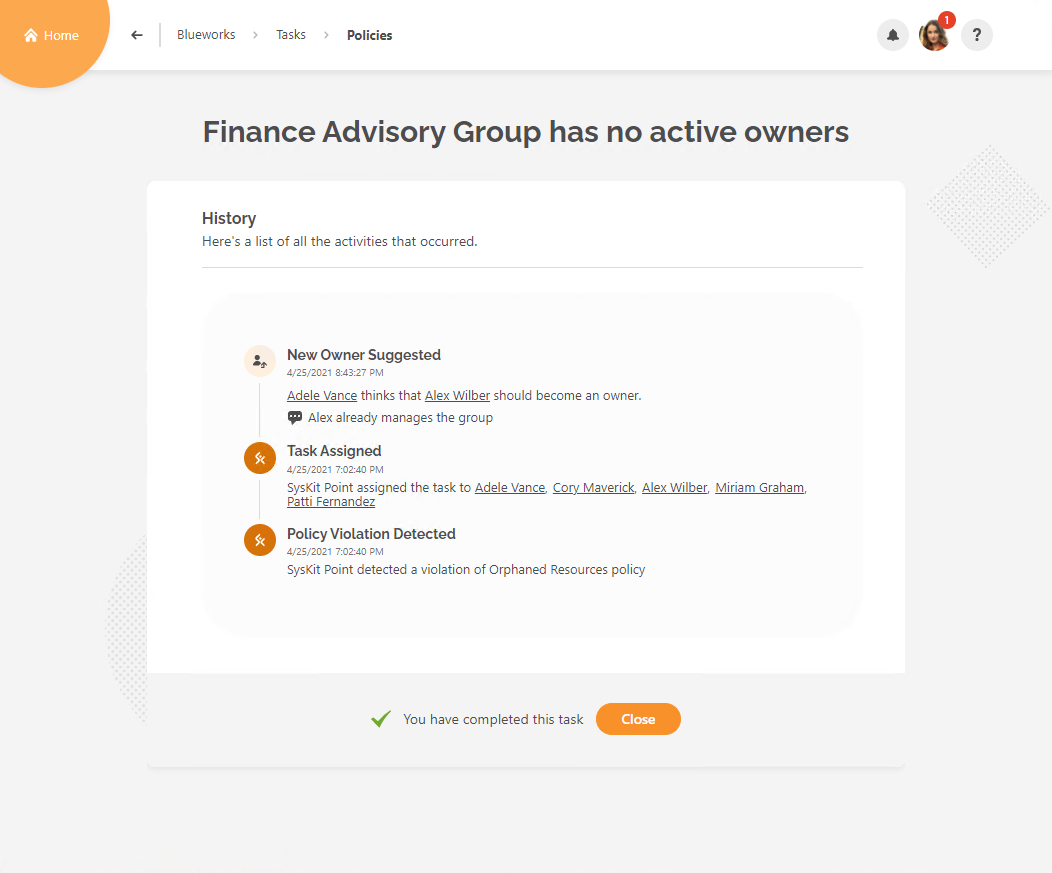 Home
Blueworks > Tasks > Policies
1
?
Finance Advisory Group has no active owners
History
Here's a list of all the activities that occurred.
New Owner Suggested
4/25/2021 8:43:27 PM
Adele Vance thinks that Alex Wilber should become an owner.
Alex already manages the group
Task Assigned
4/25/2021 7:02:40 PM
SysKit Point assigned the task to Adele Vance, Cory Maverick, Alex Wilber, Miriam Graham,
Patti Fernandez
Policy Violation Detected
4/25/2021 7:02:40 PM
SysKit Point detected a violation of Orphaned Resources policy
You have completed this task
Close